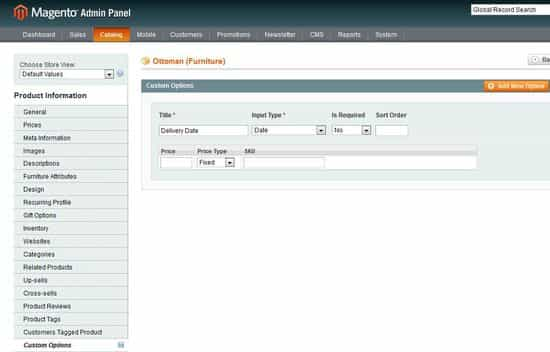 Magento Admin Panel
Global Record Search
Dashboard Sales Catalog Mobile Customers Promotions Newsletter CMS Reports System
Choose Store View:
Default Values
Product Information
General
Prices
Meta Information
Images
Descriptions
Furniture Attributes
Design
Recurring Profile
Gift Options
Inventory
Websites
Categories
Related Products
Up-sells
Cross-sells
Product Reviews
Product Tags
Customers Tagged Product
Custom Options
Ottoman (Furniture)
Ba
Custom Options
Add New Option
Title * Input Type * Is Required Sort Order
Delivery Date Date No
Price Price Type SKU
Fixed